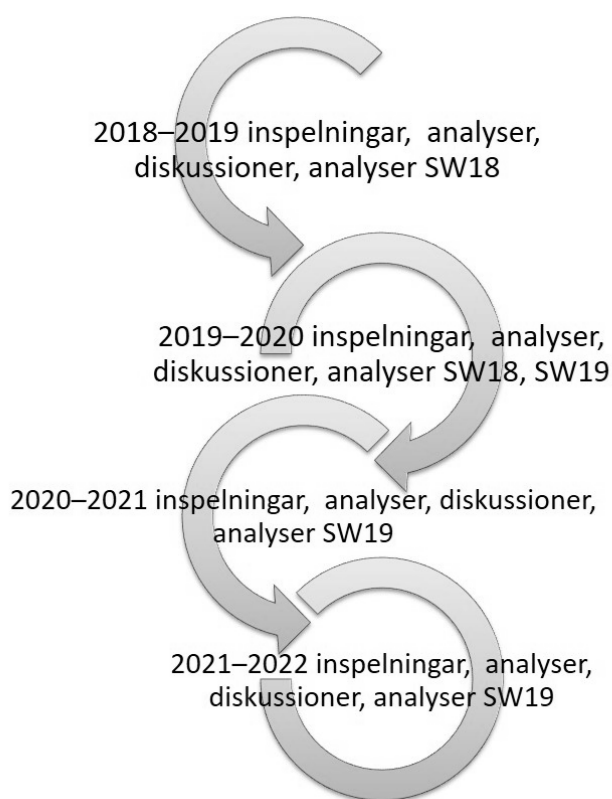 2018–2019 inspelningar, analyser,
diskussioner, analyser SW18
2019–2020 inspelningar, analyser,
diskussioner, analyser SW18, SW19
2020–2021 inspelningar, analyser, diskussioner,
analyser SW19
2021–2022 inspelningar, analyser,
diskussioner, analyser SW19